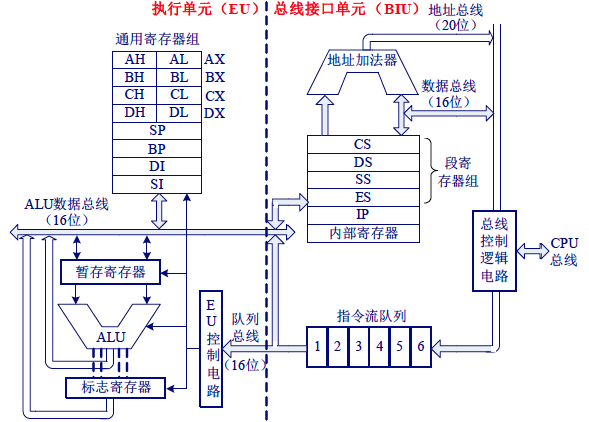 执行单元（EU）
总线接口单元（BIU）
地址总线
（20位）
通用寄存器组
AH AL AX
BH BL BX
CH CL CX
DH DL DX
SP
BP
DI
SI
地址加法器
数据总线
（16位）
CS
DS
SS
ES
IP
内部寄存器
段寄
存器组
ALU数据总线
（16位）
总线
控制
逻辑
电路
CPU
总线
暂存寄存器
ALU
标志寄存器
EU控制电路
队列
总线
（16位）
指令流队列
1 2 3 4 5 6